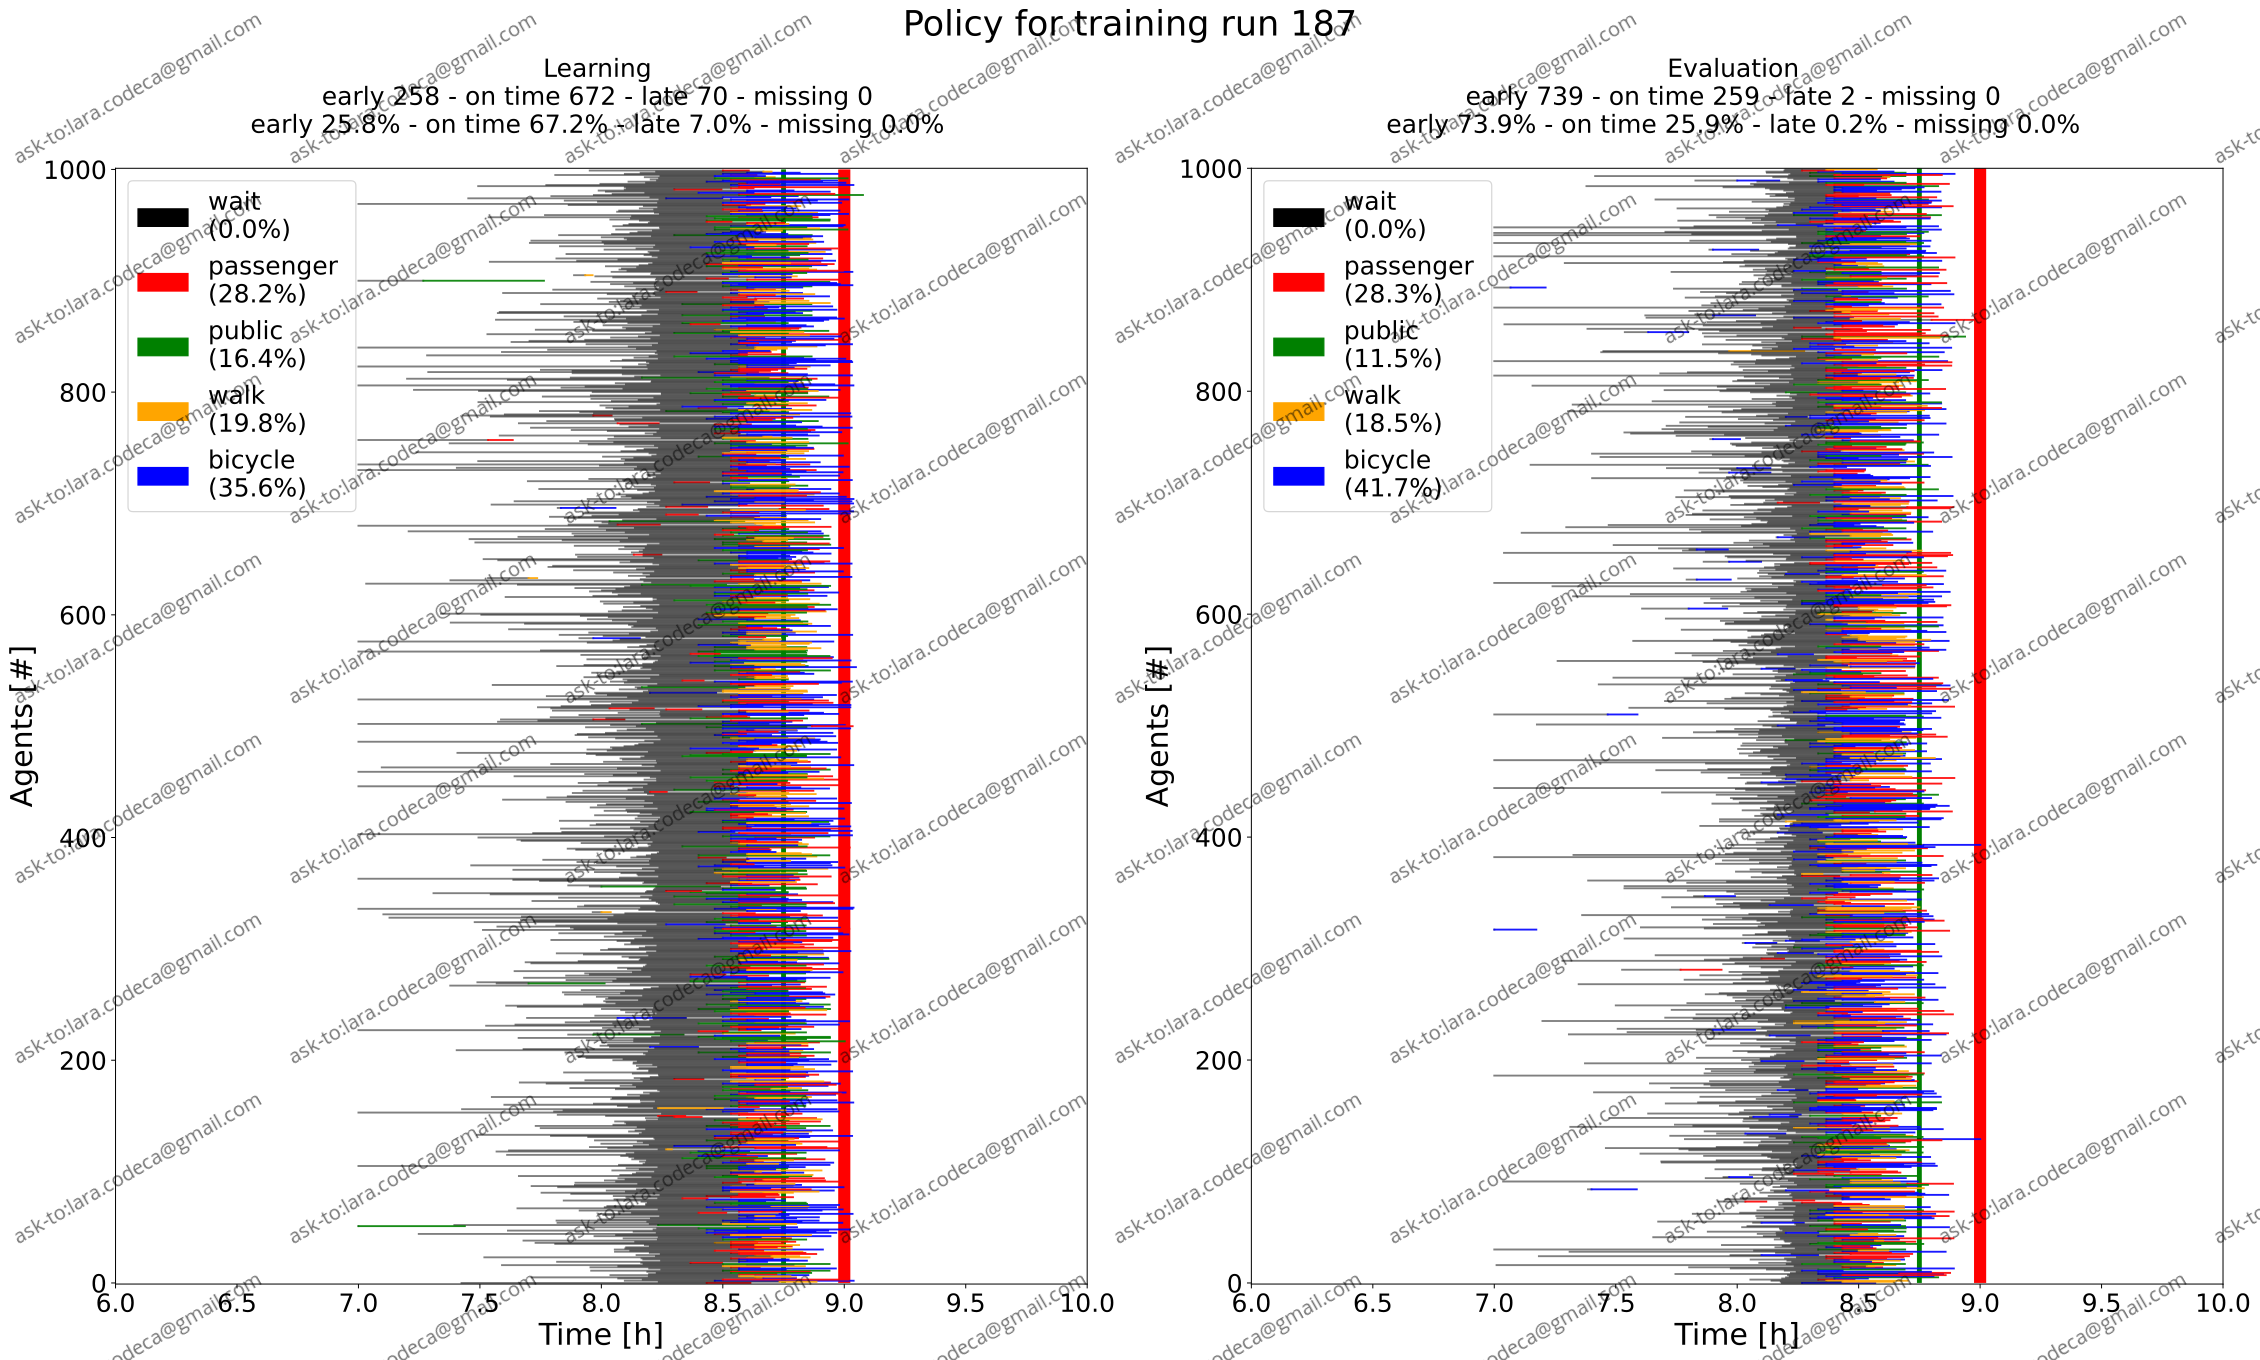 Policy for training run 187
Learning
early 258 - on time 672 - late 70 - missing 0
early 25.8% - on time 67.2% - late 7.0% - missing 0.0%
1000
800
600
400
200
0
Agents [#]
wait
(0.0%)
passenger
(28.2%)
public
(16.4%)
walk
(19.8%)
bicycle
(35.6%)
6.0 6.5 7.0 7.5 8.0 8.5 9.0 9.5 10.0
Time [h]
Evaluation
early 739 - on time 259 - late 2 - missing 0
early 73.9% - on time 25.9% - late 0.2% - missing 0.0%
1000
800
600
400
200
0
Agents [#]
wait
(0.0%)
passenger
(28.3%)
public
(11.5%)
walk
(18.5%)
bicycle
(41.7%)
6.0 6.5 7.0 7.5 8.0 8.5 9.0 9.5 10.0
Time [h]
ask-to:lara.codeca@gmail.com